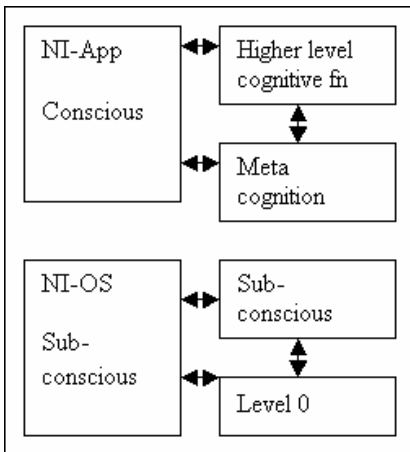 NI-App
Conscious
Higher level
cognitive fn
Meta
cognition
NI-OS
Sub-
conscious
Sub-
conscious
Level 0